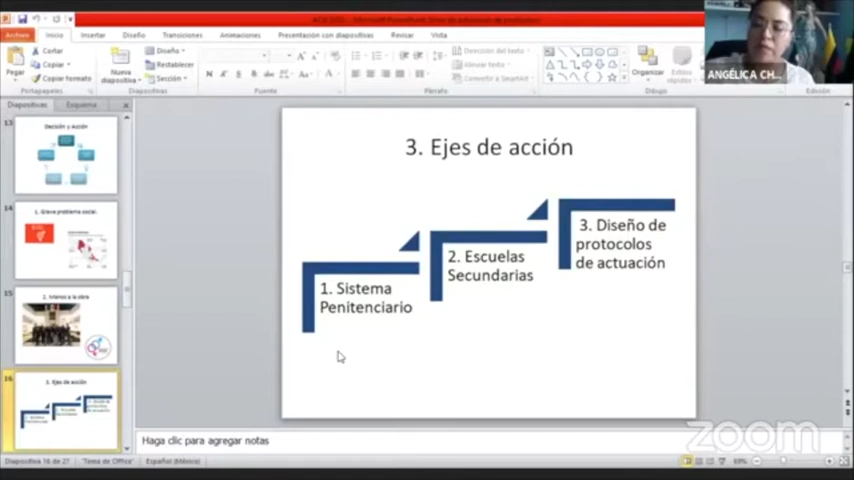 Archivo Inicio Insertar Diseño Transiciones Animaciones Presentación con diapositivas Revisar Vista
Pegar
Cortar
Copiar
Copiar formato
Portapapeles
Nueva
diapositiva
Diseño
Restablecer
Sección
Diapositivas
Fuente
Párrafo
Dirección del texto
Alinear texto
Convertir a SmartArt
Organizar
Estilos
rápidos
Dibujo
Edición
ANGÉLICA CH...
Diapositivas Esquema
13
Decisión y Acción
14
1. Grave problema social.
15
2. Manos a la obra
16
3. Ejes de acción
3. Ejes de acción
1. Sistema
Penitenciario
2. Escuelas
Secundarias
3. Diseño de
protocolos
de actuación
Haga clic para agregar notas
zoom
Diapositiva 16 de 27 "Tema de Office" Español (México)